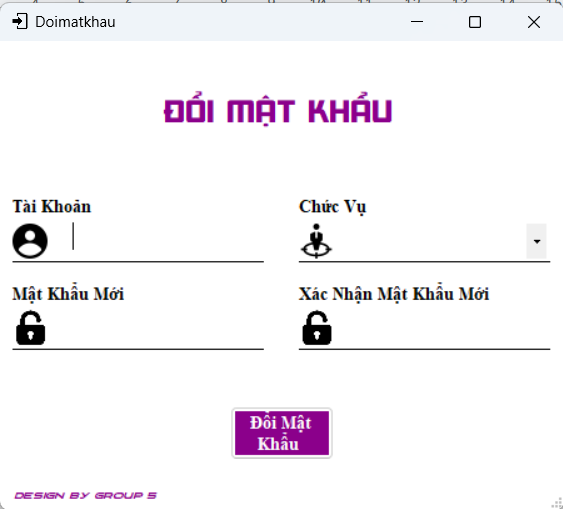 Doimatkhau
ĐỔI MẬT KHẨU
Tài Khoản
Chức Vụ
Mật Khẩu Mới
Xác Nhận Mật Khẩu Mới
Đổi Mật
Khẩu
DESIGN BY GROUP 5